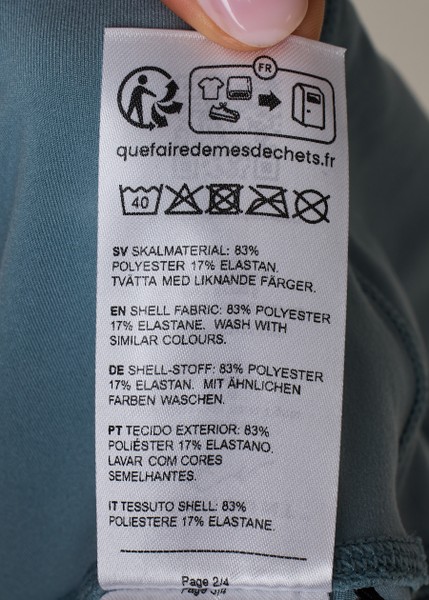 FR
quefairedemesdechets.fr
40
SV SKALMATERIAL: 83%
POLYESTER 17% ELASTAN.
TVÄTTA MED LIKNANDE FÄRGER.
EN SHELL FABRIC: 83% POLYESTER
17% ELASTANE. WASH WITH
SIMILAR COLOURS.
DE SHELL-STOFF: 83% POLYESTER
17% ELASTAN. MIT ÄHNLICHEN
FARBEN WASCHEN.
PT TECIDO EXTERIOR: 83%
POLIÉSTER 17% ELASTANO.
LAVAR COM CORES
SEMELHANTES.
IT TESSUTO SHELL: 83%
POLIESTERE 17% ELASTANE.
Page 2/4
Page 3/4